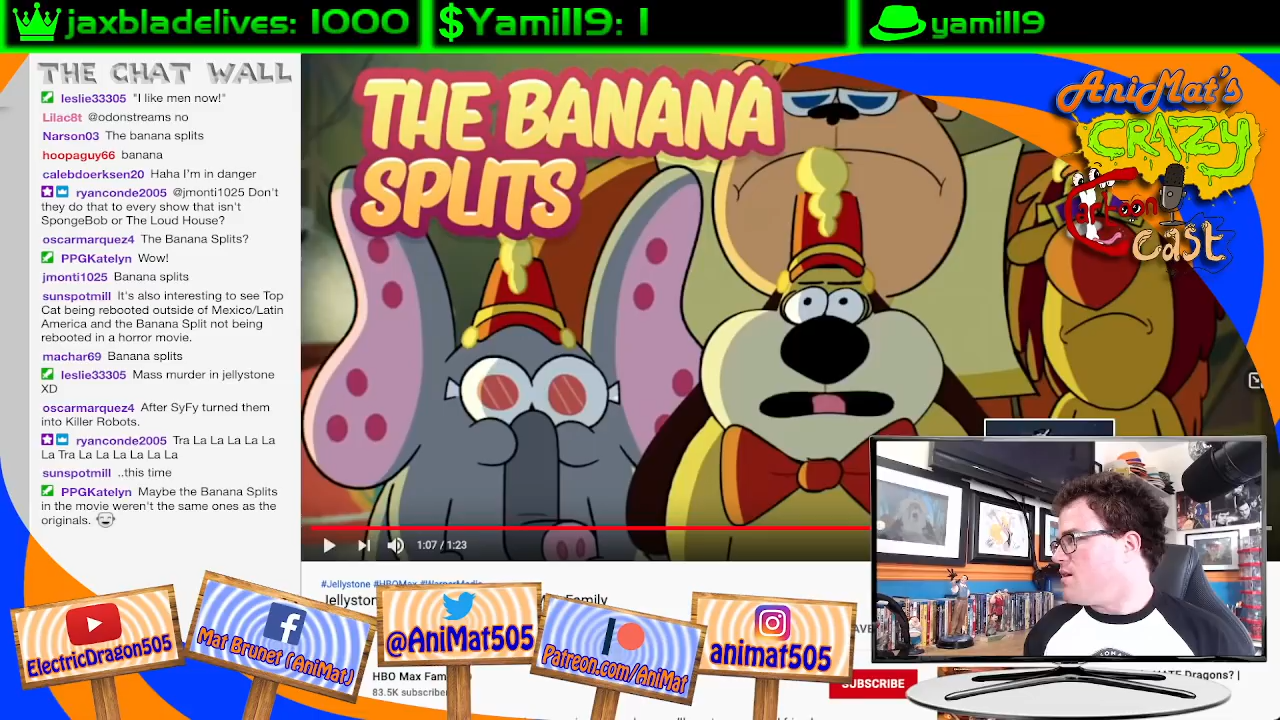 jaxbladelives: 1000
$Yamil19: 1
yamil19
THE CHAT WALL
leslie33305 "I like men now!"
Lilac8t @odonstreams no
Narson03 The banana splits
hoopaguy66 banana
calebdoerksen20 Haha I'm in danger
ryanconde2005 @jmonti1025 Don't
they do that to every show that isn't
SpongeBob or The Loud House?
oscarmarquez4 The Banana Splits?
PPGKatelyn Wow!
jmonti1025 Banana splits
sunspotmill It's also interesting to see Top
Cat being rebooted outside of Mexico/Latin
America and the Banana Split not being
rebooted in a horror movie.
machar69 Banana splits
leslie33305 Mass murder in jellystone
XD
oscarmarquez4 After SyFy turned them
into Killer Robots.
ryanconde2005 Tra La La La La La
La Tra La La La La La La
sunspotmill ..this time
PPGKatelyn Maybe the Banana Splits
in the movie weren't the same ones as the
originals.
THE BANANA
SPLITS
AniMat's
CRAZY
Cartoon
Cast
1:07 / 1:23
#Jellystone #HBOMax #WarnerMedia
Jellyston
Family
HBO Max Fam
83.5K subscribe
SUBSCRIBE
Dragons? |
ElectricDragon505
Mat Brunet (AniMat)
@AniMat505
Patreon.com/AniMat
animat505